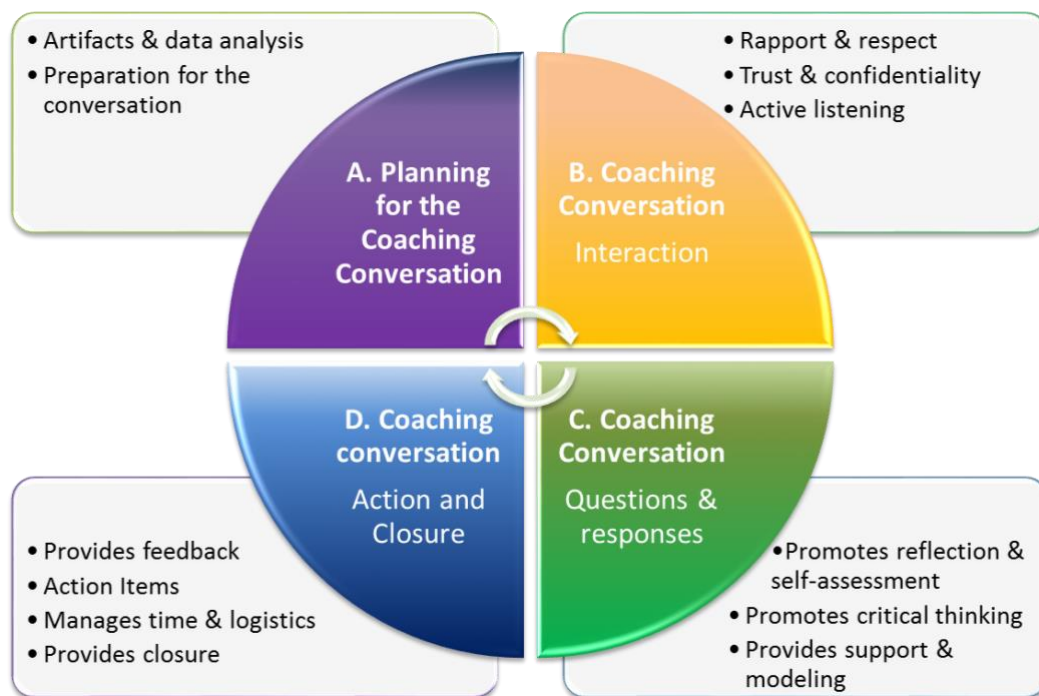 • Artifacts & data analysis
• Preparation for the
conversation
A. Planning
for the
Coaching
Conversation
• Rapport & respect
• Trust & confidentiality
• Active listening
B. Coaching
Conversation
Interaction
D. Coaching
conversation
Action and
Closure
• Provides feedback
• Action Items
• Manages time & logistics
• Provides closure
C. Coaching
Conversation
Questions &
responses
•Promotes reflection &
self-assessment
• Promotes critical thinking
• Provides support &
modeling